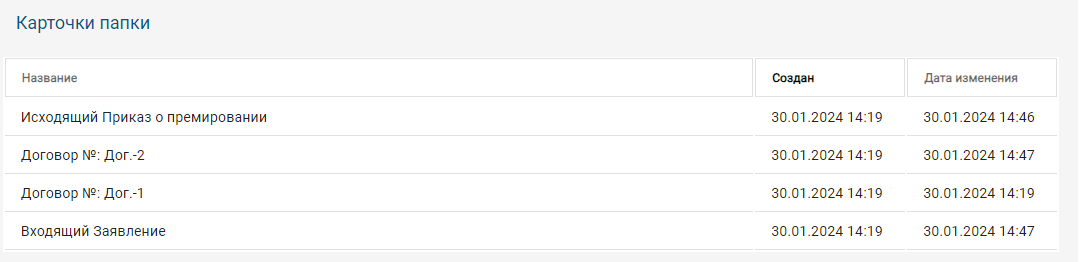 Карточки папки
Название Создан Дата изменения
Исходящий Приказ о премировании 30.01.2024 14:19 30.01.2024 14:46
Договор №: Дог.-2 30.01.2024 14:19 30.01.2024 14:47
Договор №: Дог.-1 30.01.2024 14:19 30.01.2024 14:19
Входящий Заявление 30.01.2024 14:19 30.01.2024 14:47